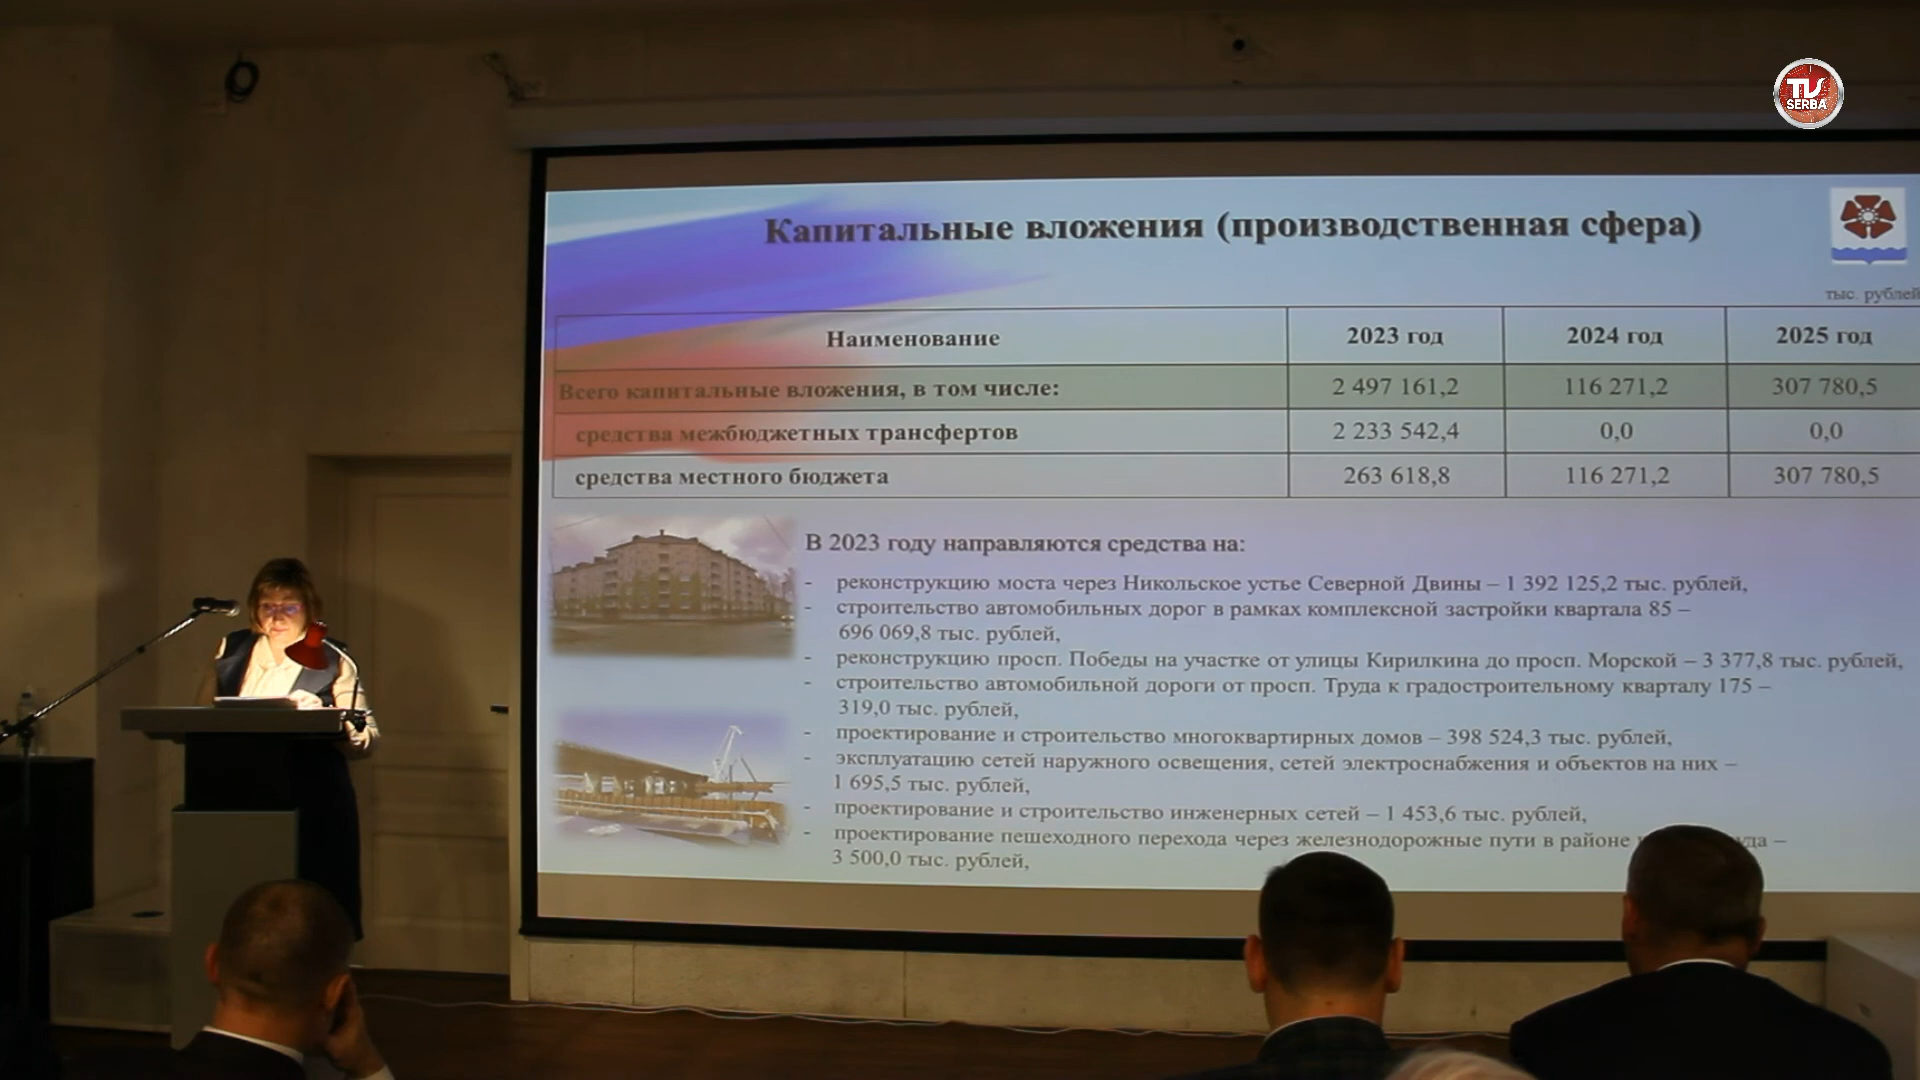 TV
SERBA
Капитальные вложения (производственная сфера)
тыс. рублей
Наименование 2023 год 2024 год 2025 год
Всего капитальные вложения, в том числе: 2 497 161,2 116 271,2 307 780,5
средства межбюджетных трансфертов 2 233 542,4 0,0 0,0
средства местного бюджета 263 618,8 116 271,2 307 780,5
В 2023 году направляются средства на:
- реконструкцию моста через Никольское устье Северной Двины – 1 392 125,2 тыс. рублей,
- строительство автомобильных дорог в рамках комплексной застройки квартала 85 –
696 069,8 тыс. рублей,
- реконструкцию просп. Победы на участке от улицы Кирилкина до просп. Морской – 3 377,8 тыс. рублей,
- строительство автомобильной дороги от просп. Труда к градостроительному кварталу 175 –
319,0 тыс. рублей,
- проектирование и строительство многоквартирных домов – 398 524,3 тыс. рублей,
- эксплуатацию сетей наружного освещения, сетей электроснабжения и объектов на них –
1 695,5 тыс. рублей,
- проектирование и строительство инженерных сетей – 1 453,6 тыс. рублей,
- проектирование пешеходного перехода через железнодорожные пути в районе –
3 500,0 тыс. рублей,